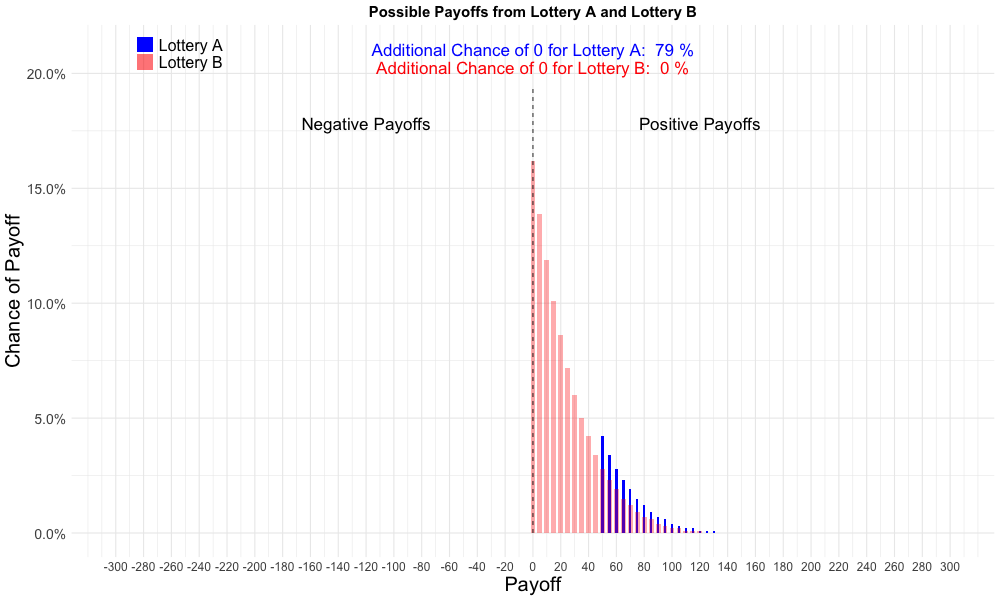 Possible Payoffs from Lottery A and Lottery B
Lottery A
Lottery B
Additional Chance of 0 for Lottery A:  79 %
Additional Chance of 0 for Lottery B:  0 %
Negative Payoffs
Positive Payoffs
Chance of Payoff
20.0%
15.0%
10.0%
5.0%
0.0%
-300 -280 -260 -240 -220 -200 -180 -160 -140 -120 -100 -80 -60 -40 -20 0 20 40 60 80 100 120 140 160 180 200 220 240 260 280 300
Payoff